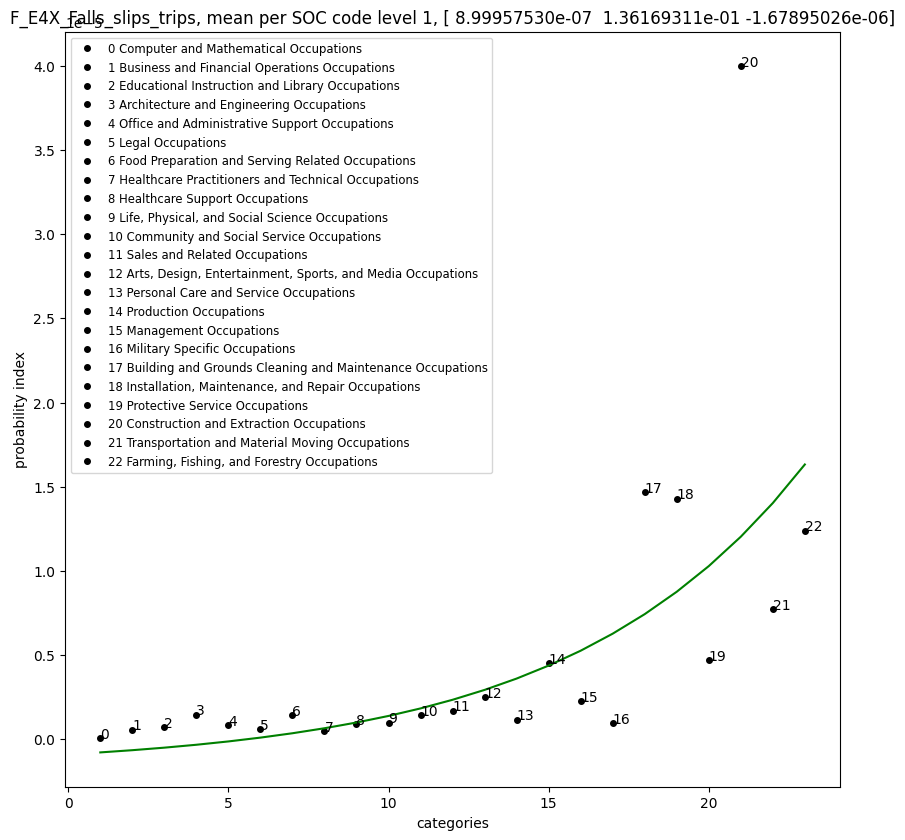 F_E4X_Falls_slips_trips, mean per SOC code level 1, [ 8.99957530e-07  1.36169311e-01 -1.67895026e-06]
1e−5
0 Computer and Mathematical Occupations
1 Business and Financial Operations Occupations
2 Educational Instruction and Library Occupations
3 Architecture and Engineering Occupations
4 Office and Administrative Support Occupations
5 Legal Occupations
6 Food Preparation and Serving Related Occupations
7 Healthcare Practitioners and Technical Occupations
8 Healthcare Support Occupations
9 Life, Physical, and Social Science Occupations
10 Community and Social Service Occupations
11 Sales and Related Occupations
12 Arts, Design, Entertainment, Sports, and Media Occupations
13 Personal Care and Service Occupations
14 Production Occupations
15 Management Occupations
16 Military Specific Occupations
17 Building and Grounds Cleaning and Maintenance Occupations
18 Installation, Maintenance, and Repair Occupations
19 Protective Service Occupations
20 Construction and Extraction Occupations
21 Transportation and Material Moving Occupations
22 Farming, Fishing, and Forestry Occupations
probability index
4.0
3.5
3.0
2.5
2.0
1.5
1.0
0.5
0.0
0
1
2
3
4
5
6
7
8
9
10
11
12
13
14
15
16
17
18
19
20
21
22
0
5
10
15
20
categories